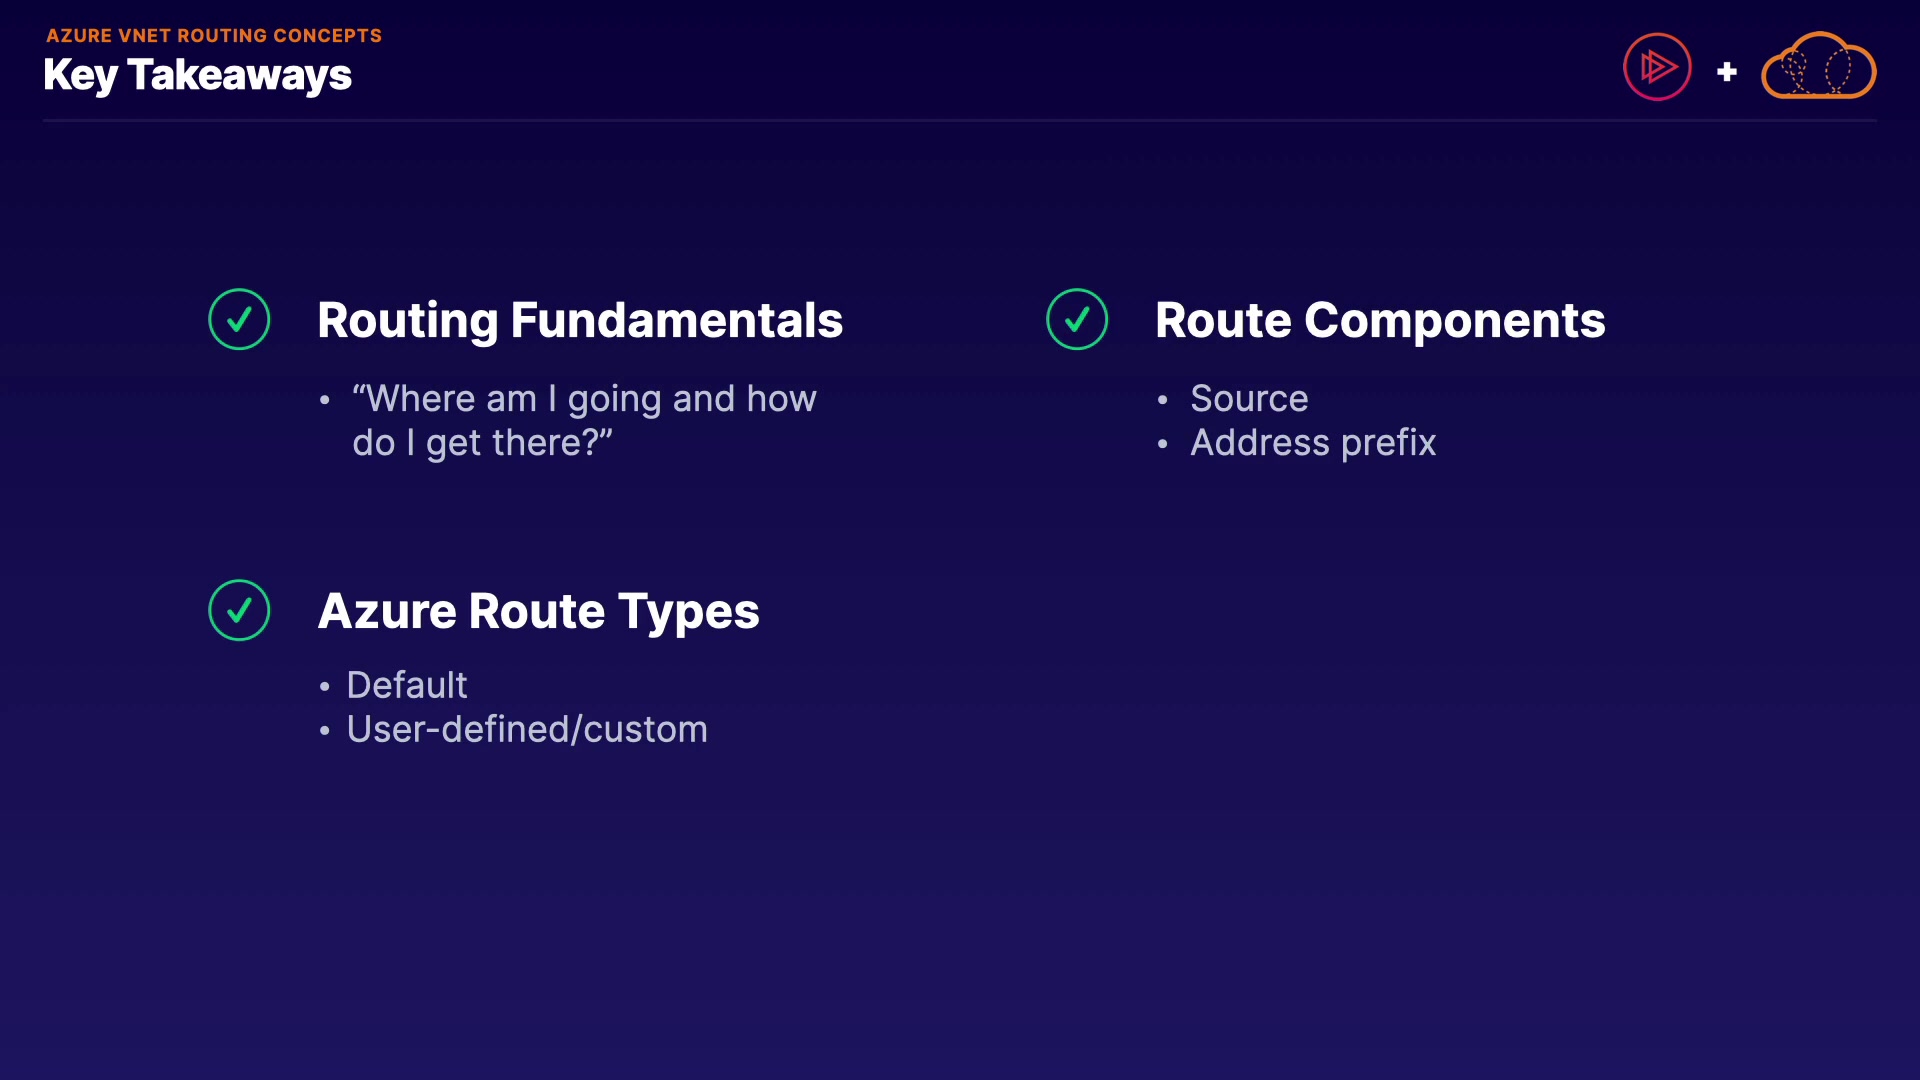 AZURE VNET ROUTING CONCEPTS
Key Takeaways
+
Routing Fundamentals
• “Where am I going and how
do I get there?”
Route Components
• Source
• Address prefix
Azure Route Types
• Default
• User-defined/custom